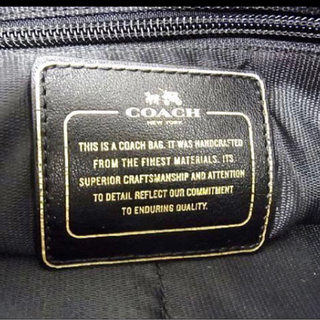 COACH
NEW YORK
THIS IS A COACH BAG. IT WAS HANDCRAFTED
FROM THE FINEST MATERIALS. ITS
SUPERIOR CRAFTSMANSHIP AND ATTENTION
TO DETAIL REFLECT OUR COMMITMENT
TO ENDURING QUALITY.